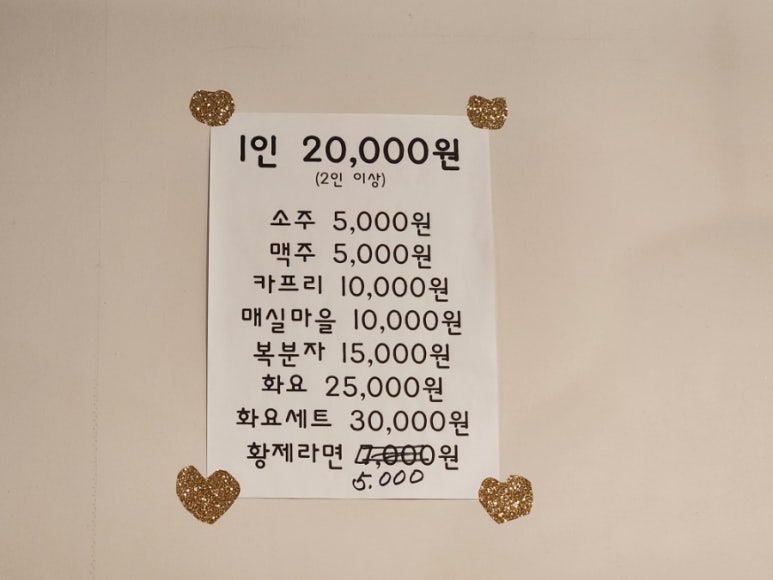 1인 20,000원
(2인 이상)
소주 5,000원
맥주 5,000원
카프리 10,000원
매실마을 10,000원
복분자 15,000원
화요 25,000원
화요세트 30,000원
황제라면 7,000원
5.000